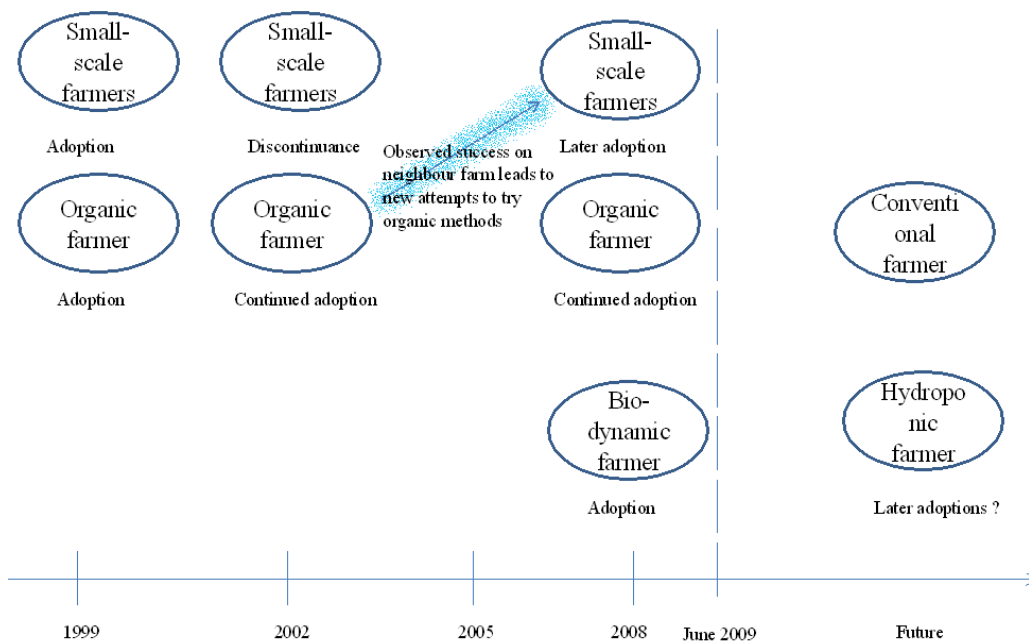 Small-
scale
farmers
Small-
scale
farmers
Small-
scale
farmers
Adoption
Discontinuance
Later adoption
Observed success on
neighbour farm leads to
new attempts to try
organic methods
Organic
farmer
Organic
farmer
Organic
farmer
Conventi
onal
farmer
Adoption
Continued adoption
Continued adoption
Bio-
dynamic
farmer
Hydropo
nic
farmer
Adoption
Later adoptions ?
1999
2002
2005
2008
June 2009
Future